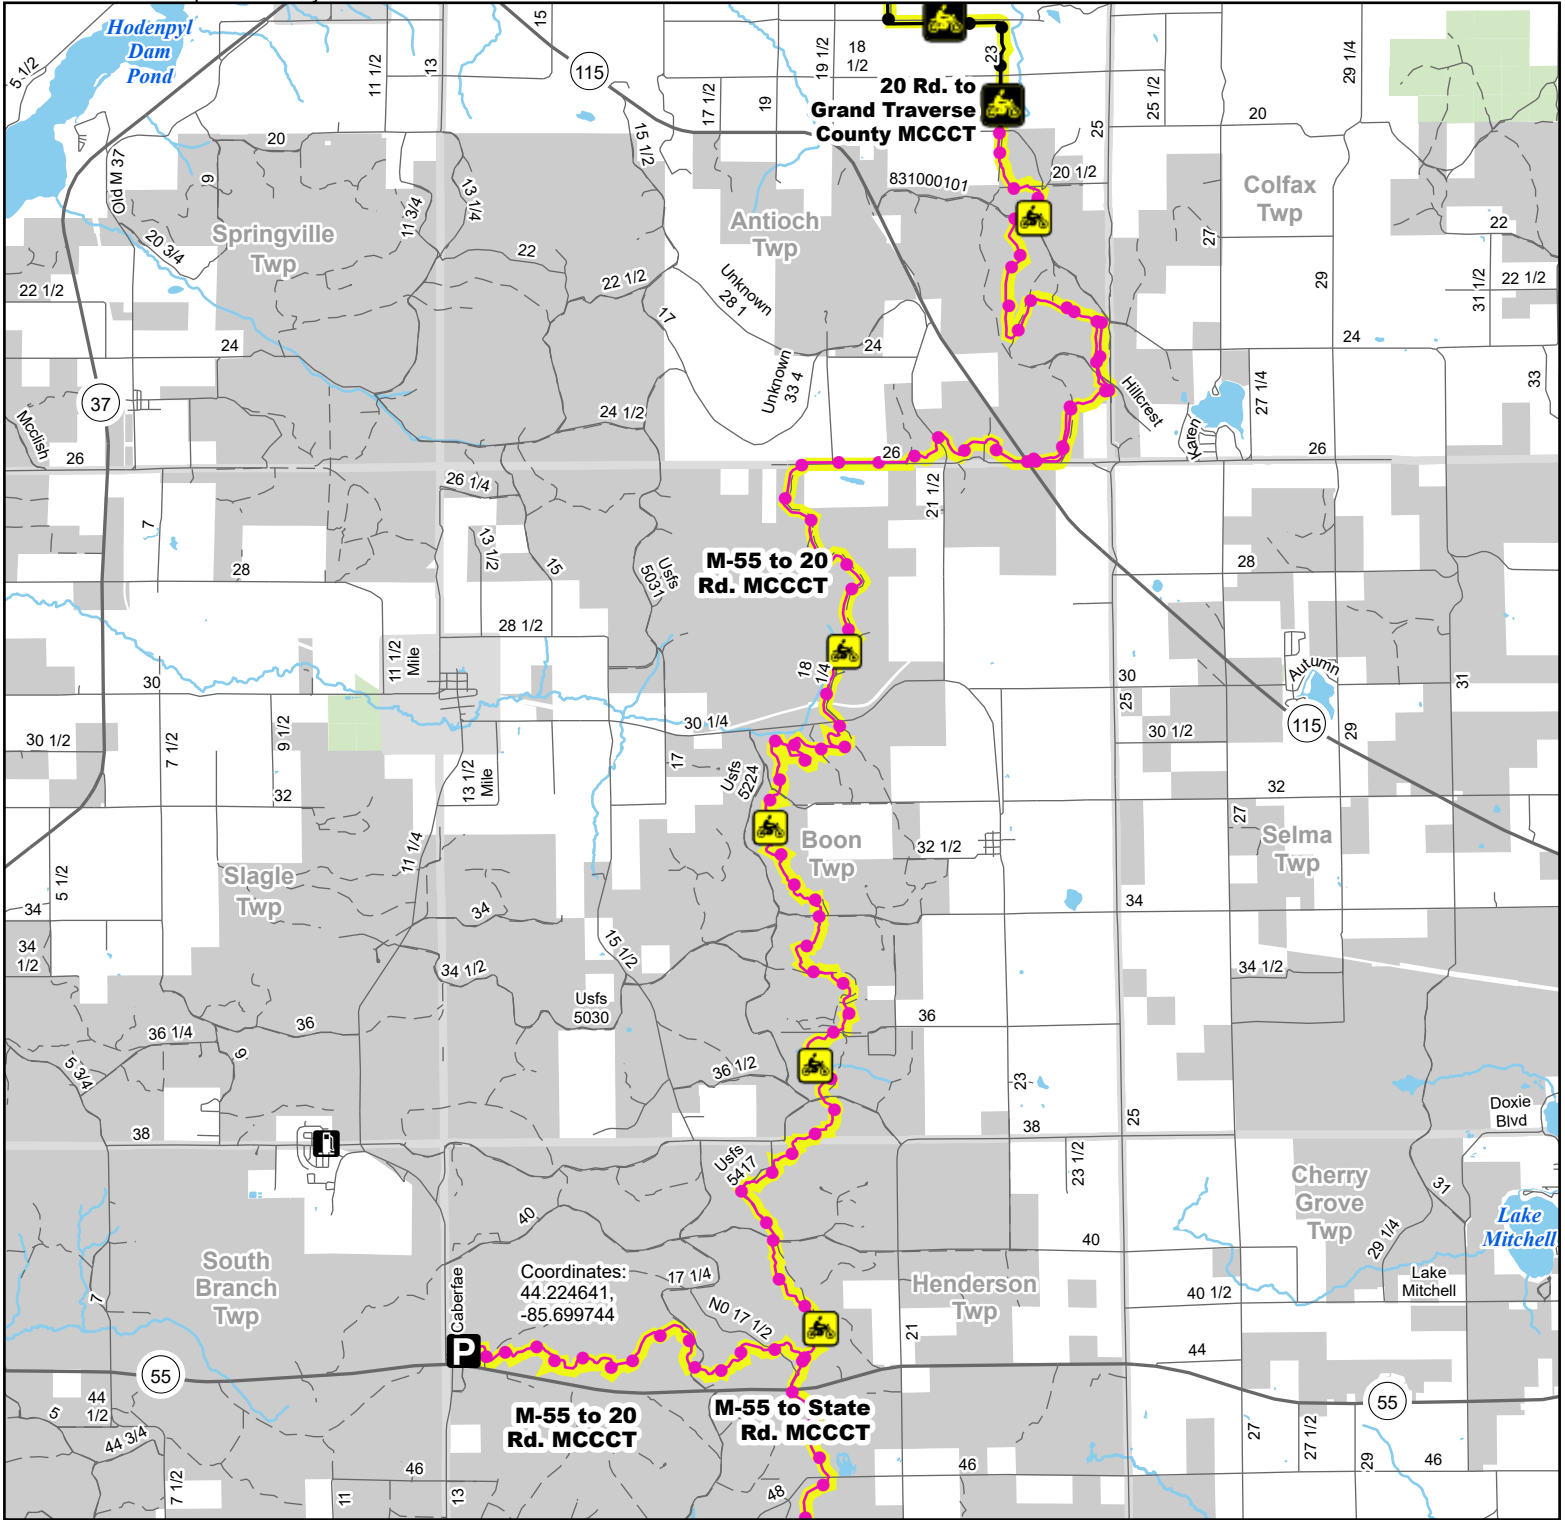 Hodenpyl
Dam
Pond
5 1/2
11 1/2
13
15
115
17 1/2
19
19 1/2
18
1/2
23
20 Rd. to
Grand Traverse
County MCCCT
25 1/2
25
20
29 1/4
Old M 37
9
20
15 1/2
13 1/4
11 3/4
831000101
20 1/2
Colfax
Twp
Springville
Twp
Antioch
Twp
20 3/4
22
22 1/2
22 1/2
Unknown
28 1
27
29
22
31 1/2
22 1/2
17
24
24
24
Unknown
33 4
37
Mcclish
24 1/2
Hillcrest
Karen
27 1/4
33
26
26
26
26 1/4
21 1/2
7
13 1/2
15
28
Usfs
5031
M-55 to 20
Rd. MCCCT
28
28 1/2
11 1/2
Mile
18
1/4
30
30
Autumn
31
25
30 1/4
30 1/2
7 1/2
9 1/2
17
30 1/2
115
29
Usfs
5224
13 1/2
Mile
32
32
27
Boon
Twp
Selma
Twp
32 1/2
11 1/4
5 1/2
Slagle
Twp
34
34
34
34
1/2
15 1/2
34 1/2
34 1/2
Usfs
5030
36
36 1/4
36
9
5 3/4
36 1/2
23
25
Doxie
Blvd
38
38
23 1/2
Usfs
5417
Cherry
Grove
Twp
31
40
Lake
Mitchell
29 1/4
40
South
Branch
Twp
Caberfae
Coordinates:
44.224641,
-85.699744
17 1/4
Henderson
Twp
Lake
Mitchell
40 1/2
7
N0 17 1/2
21
P
44
55
55
44
1/2
5
44 3/4
M-55 to 20
Rd. MCCCT
M-55 to State
Rd. MCCCT
27
27 1/2
29
46
46
46
7 1/2
11
13
48